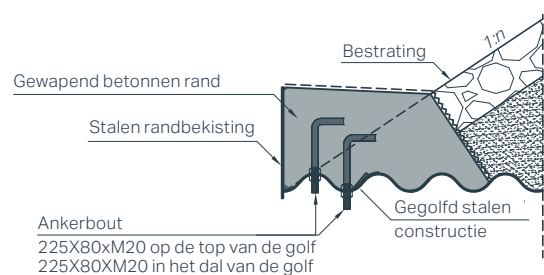 1:n
Bestrating
Gewapend betonnen rand
Stalen randbekisting
Ankerbout
225X80xM20 op de top van de golf
225X80XM20 in het dal van de golf
Gegolfd stalen
constructie